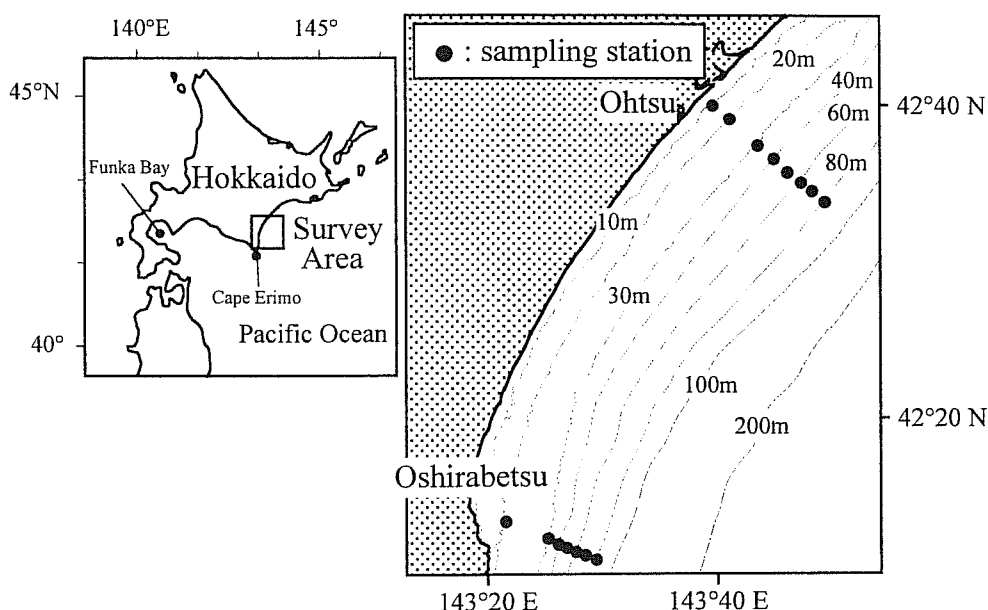 140°E
145°E
45°N
40°
Funka Bay
Hokkaido
Survey
Area
Cape Erimo
Pacific Ocean
● : sampling station
Ohtsu
20m
40m
60m
80m
10m
30m
100m
200m
Oshirabetsu
42°40 N
42°20 N
143°20 E
143°40 E